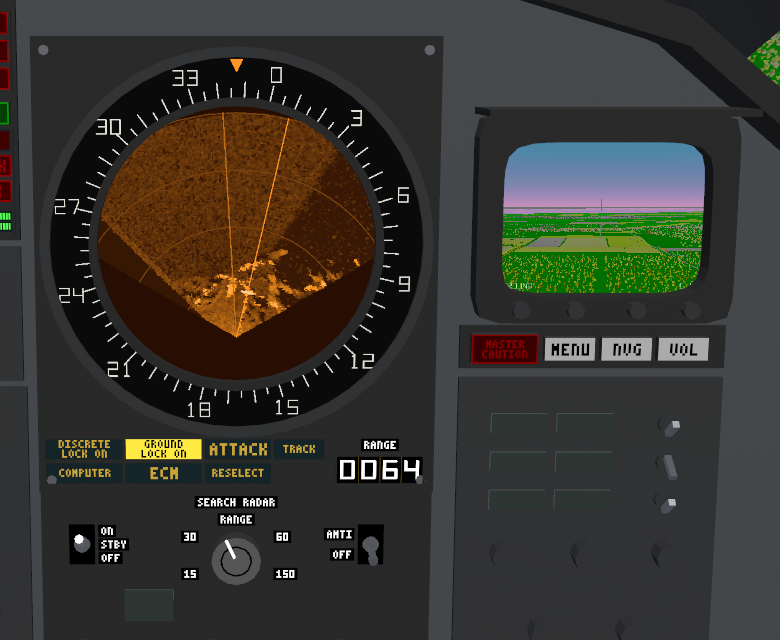 33
0
30
3
27
6
24
9
21
12
18
15
DISCRETE
LOCK ON
GROUND
LOCK ON
ATTACK
TRACK
COMPUTER
ECM
RESELECT
RANGE
0064
MASTER
CAUTION
MENU
NVG
VOL
SEARCH RADAR
RANGE
30
60
15
150
ON
STBY
OFF
ANTI
OFF